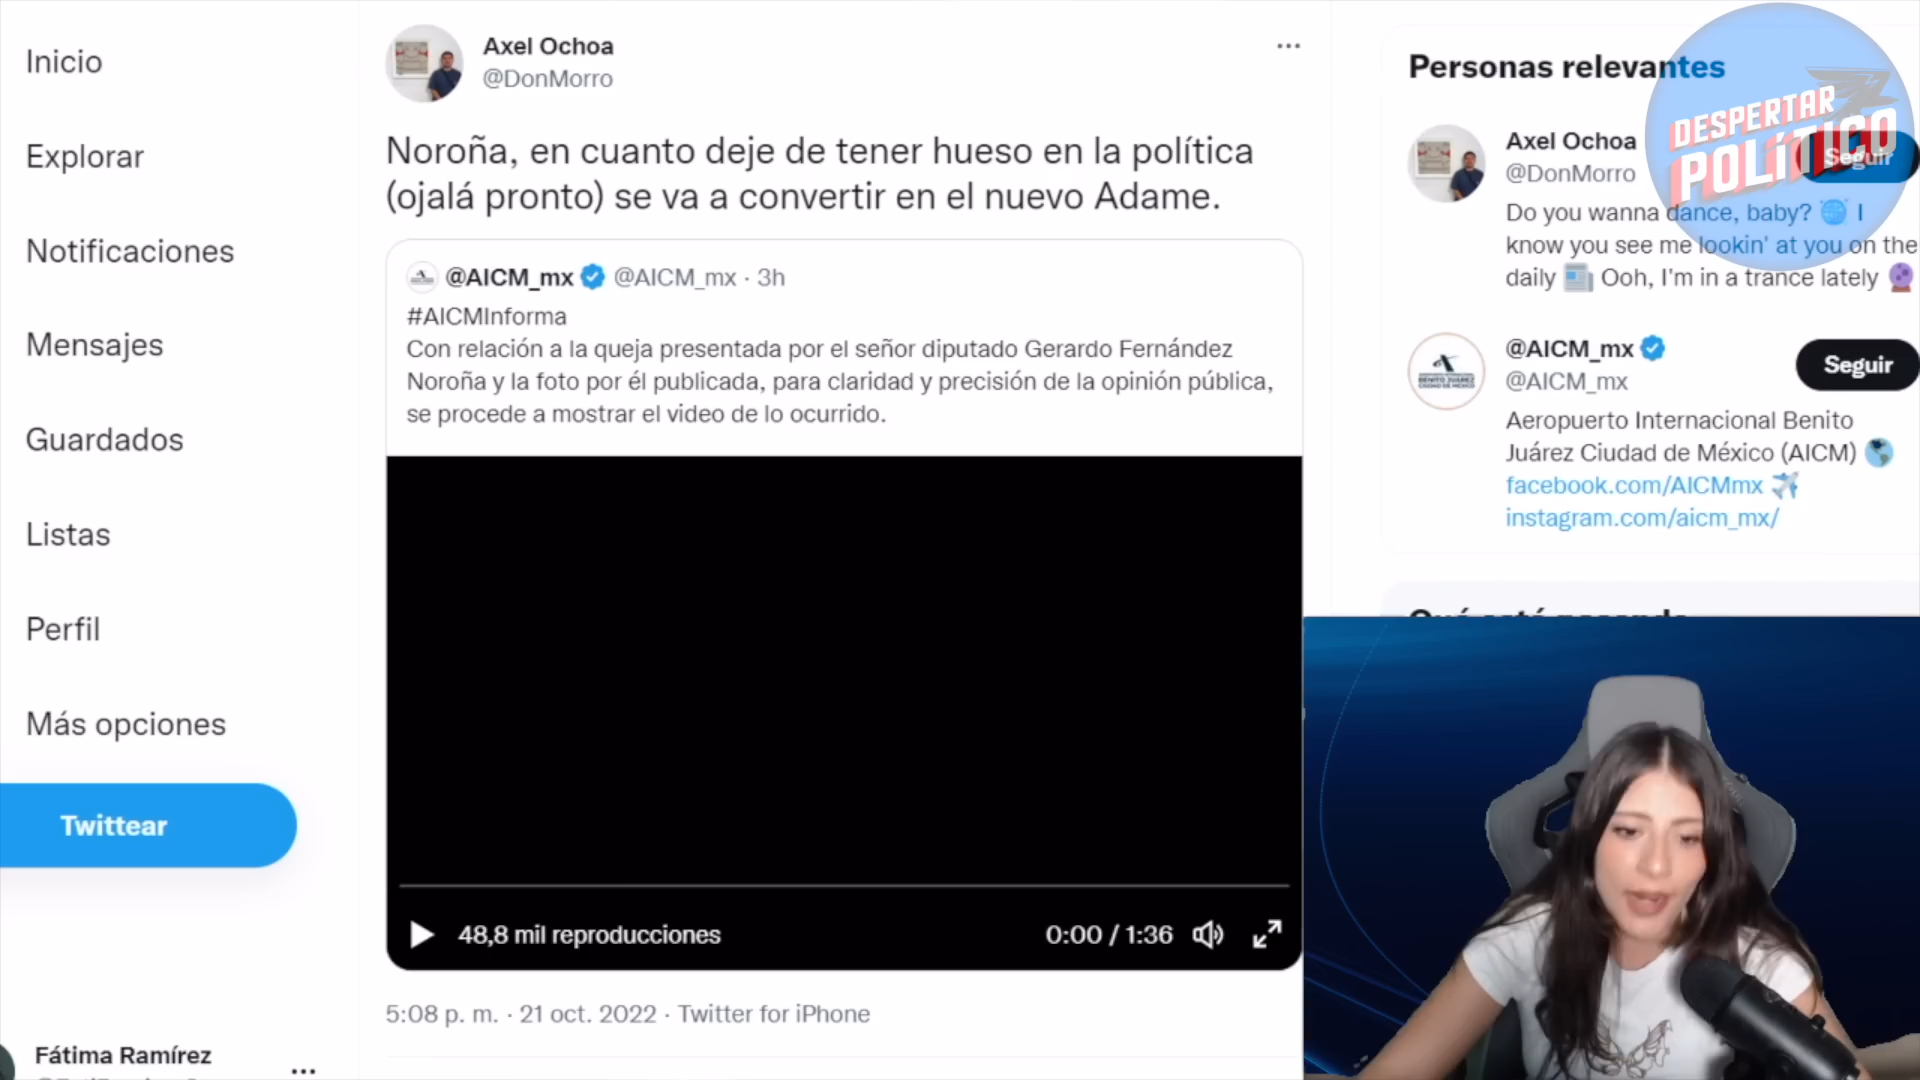 Inicio
Explorar
Notificaciones
Mensajes
Guardados
Listas
Perfil
Más opciones
Twittear
Fátima Ramírez
Axel Ochoa
@DonMorro
Noroña, en cuanto deje de tener hueso en la política
(ojalá pronto) se va a convertir en el nuevo Adame.
@AICM_mx @AICM_mx · 3h
#AICMInforma
Con relación a la queja presentada por el señor diputado Gerardo Fernández
Noroña y la foto por él publicada, para claridad y precisión de la opinión pública,
se procede a mostrar el video de lo ocurrido.
48,8 mil reproducciones
0:00 / 1:36
5:08 p. m. · 21 oct. 2022 · Twitter for iPhone
Personas relevantes
DESPERTAR
POLÍTICO
Axel Ochoa
@DonMorro
Seguir
Do you wanna dance, baby? I
know you see me lookin' at you on the
daily Ooh, I'm in a trance lately
@AICM_mx
@AICM_mx
Seguir
Aeropuerto Internacional Benito
Juárez Ciudad de México (AICM)
facebook.com/AICMmx
instagram.com/aicm_mx/